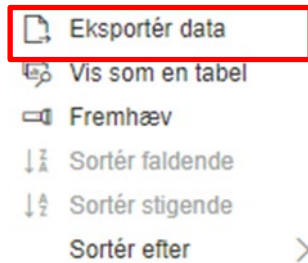 Eksportér data
Vis som en tabel
Fremhæv
Sortér faldende
Sortér stigende
Sortér efter